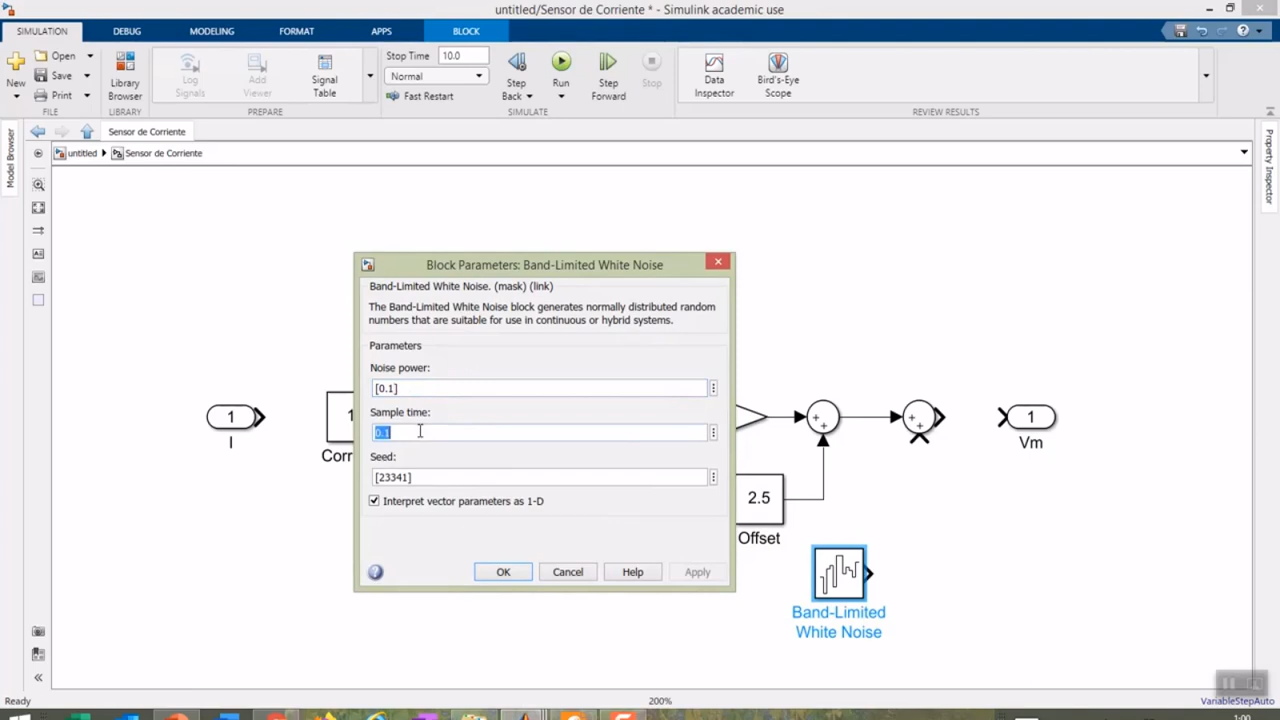 untitled/Sensor de Corriente * - Simulink academic use
SIMULATION DEBUG MODELING FORMAT APPS BLOCK
New
Open
Save
Print
FILE
Library
Browser
LIBRARY
Log
Signals
Add
Viewer
Signal
Table
PREPARE
Stop Time 10.0
Normal
Fast Restart
Step
Back
Run
Step
Forward
Stop
SIMULATE
Data
Inspector
Bird's-Eye
Scope
REVIEW RESULTS
Sensor de Corriente
untitled Sensor de Corriente
Model Browser
Property Inspector
Block Parameters: Band-Limited White Noise
Band-Limited White Noise. (mask) (link)
The Band-Limited White Noise block generates normally distributed random
numbers that are suitable for use in continuous or hybrid systems.
Parameters
Noise power:
[0.1]
Sample time:
0.1
Seed:
[23341]
Interpret vector parameters as 1-D
OK Cancel Help Apply
1
I
1
Corr
2.5
Offset
1
Vm
Band-Limited
White Noise
Ready
200%
VariableStepAuto
1:00